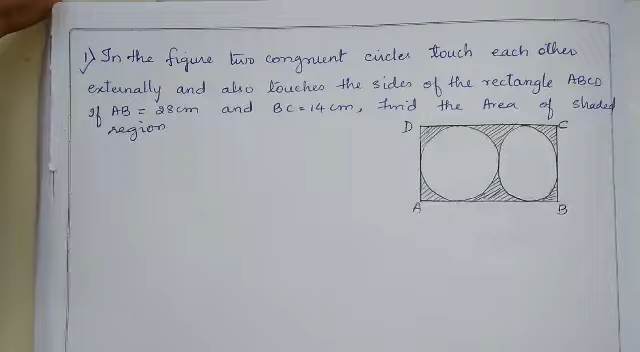 1) In the figure two congruent circles touch each other
externally and also touches the sides of the rectangle ABCD
If AB = 28cm and BC = 14 cm, find the Area of shaded
region
D C
A B